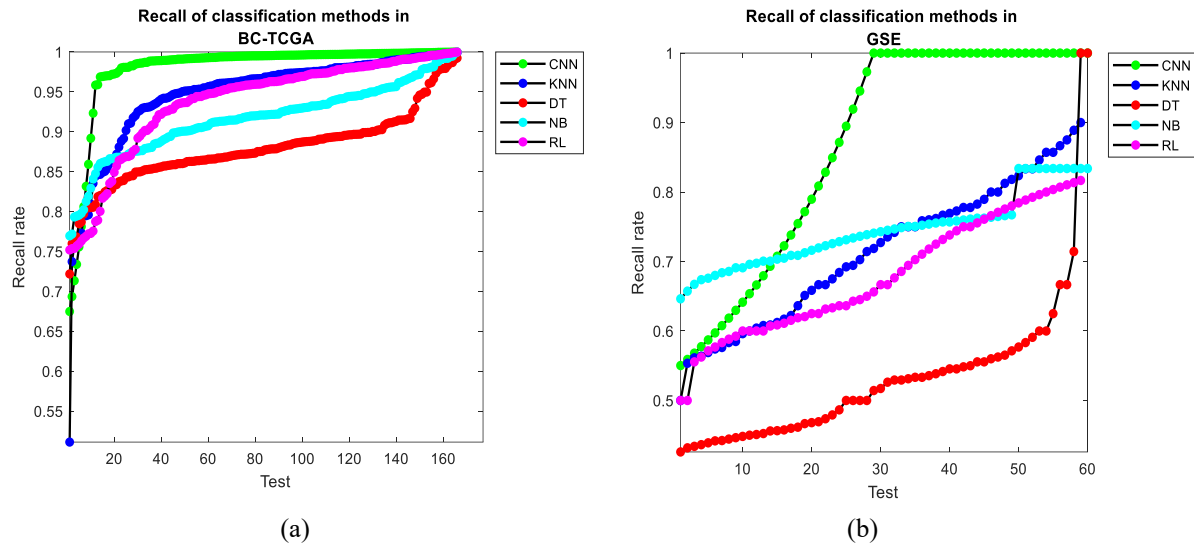 Recall of classification methods in
BC-TCGA
1
0.95
0.9
0.85
0.8
0.75
0.7
0.65
0.6
0.55
Recall rate
20 40 60 80 100 120 140 160
Test
CNN
KNN
DT
NB
RL
(a)
Recall of classification methods in
GSE
1
0.9
0.8
0.7
0.6
0.5
Recall rate
10 20 30 40 50 60
Test
CNN
KNN
DT
NB
RL
(b)